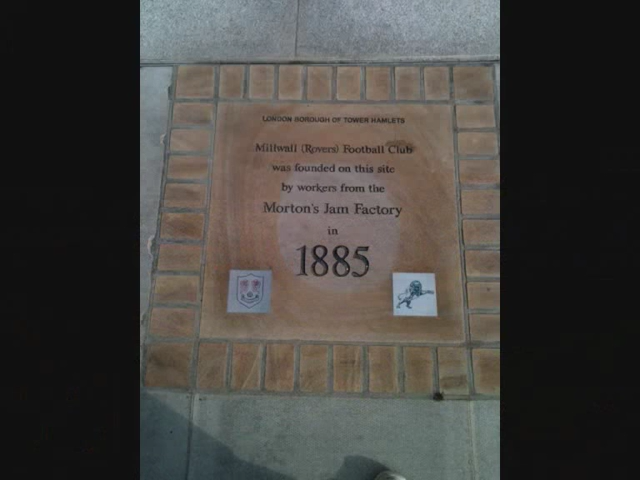 LONDON BOROUGH OF TOWER HAMLETS
Millwall (Rovers) Football Club
was founded on this site
by workers from the
Morton's Jam Factory
in
1885